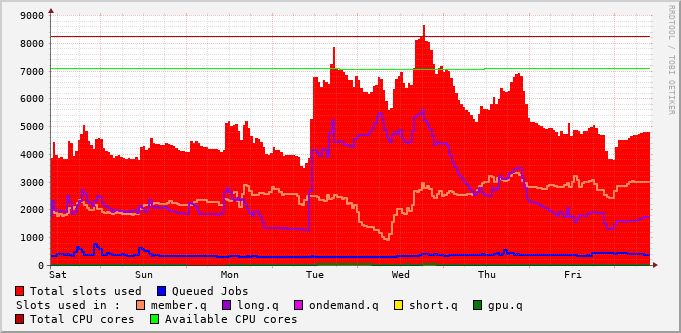 9000
8000
7000
6000
5000
4000
3000
2000
1000
0
Sat Sun Mon Tue Wed Thu Fri
RRDTOOL / TOBI OETIKER
Total slots used Queued Jobs
Slots used in : member.q long.q ondemand.q short.q gpu.q
Total CPU cores Available CPU cores